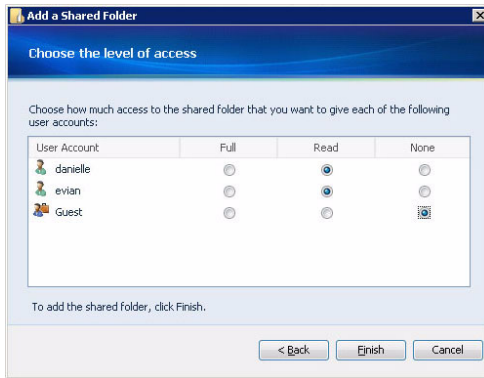 Add a Shared Folder
Choose the level of access
Choose how much access to the shared folder that you want to give each of the following
user accounts:
User Account Full Read None
danielle
evian
Guest
To add the shared folder, click Finish.
< Back Finish Cancel